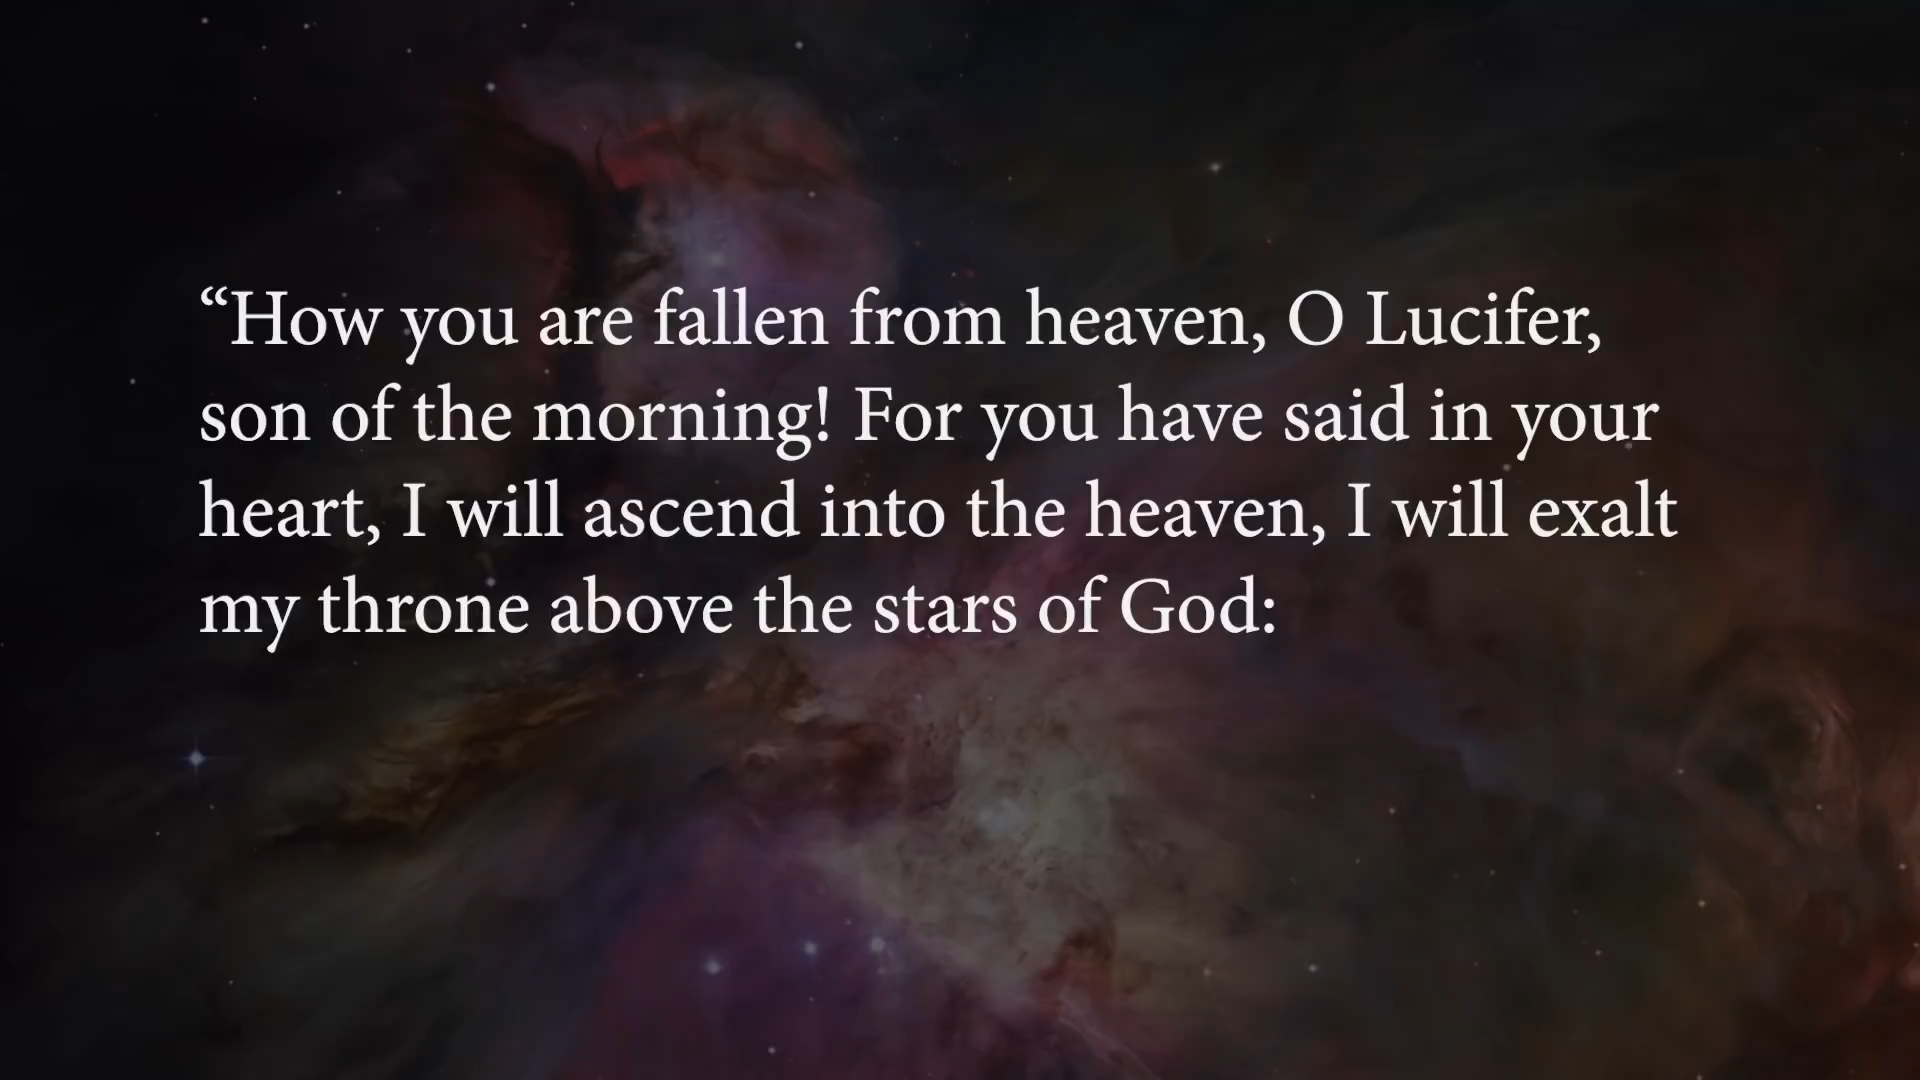 “How you are fallen from heaven, O Lucifer,
son of the morning! For you have said in your
heart, I will ascend into the heaven, I will exalt
my throne above the stars of God: